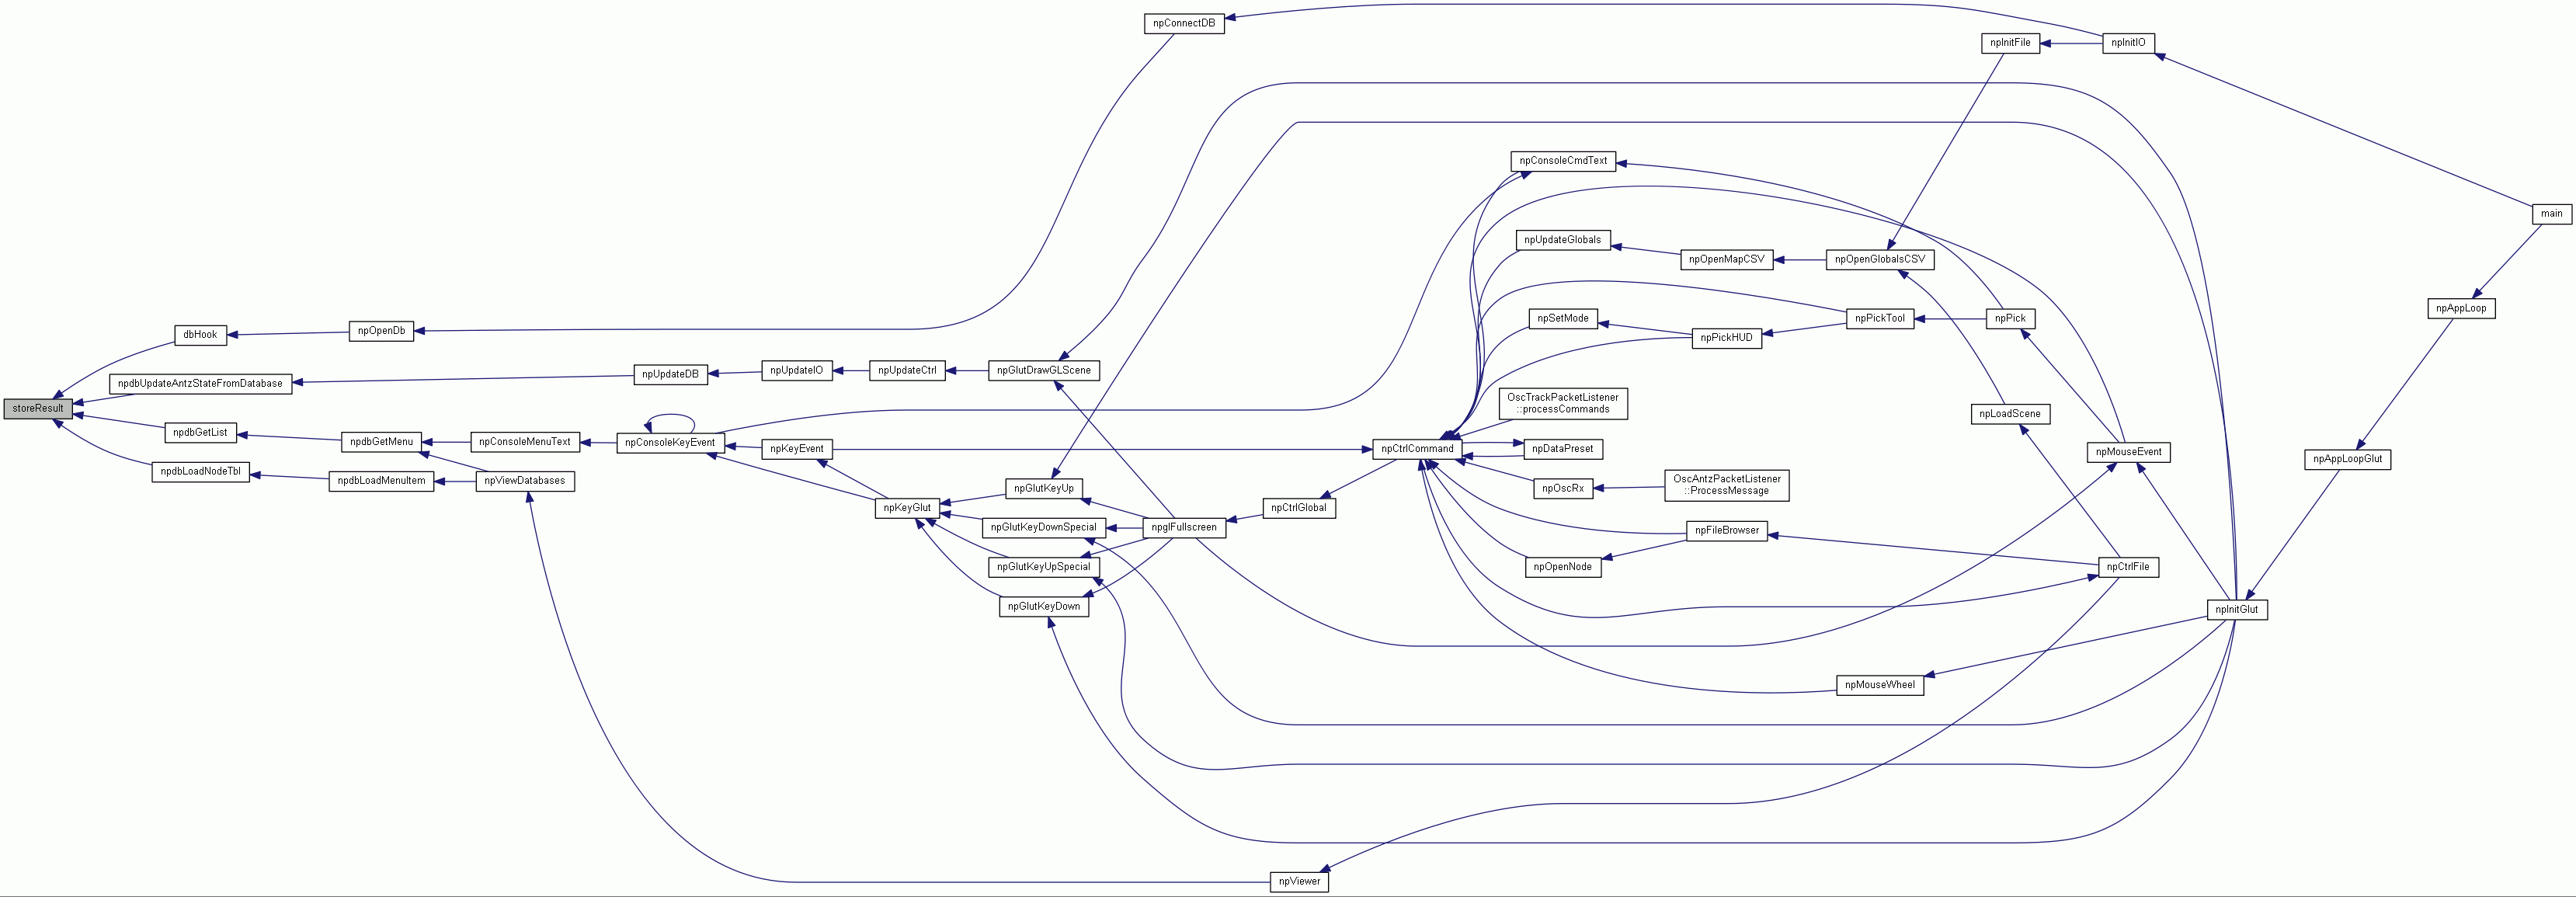 npConnectDB
npInitFile
npInitIO
npConsoleCmdText
main
npUpdateGlobals
npOpenMapCSV
npOpenGlobalsCSV
npAppLoop
dbHook
npOpenDb
npSetMode
npPickHUD
npPickTool
npPick
npdbUpdateAntzStateFromDatabase
npUpdateDB
npUpdateIO
npUpdateCtrl
npGlutDrawGLScene
storeResult
OscTrackPacketListener
::processCommands
npLoadScene
npdbGetList
npdbGetMenu
npConsoleMenuText
npConsoleKeyEvent
npKeyEvent
npCtrlCommand
npDataPreset
npMouseEvent
npAppLoopGlut
npdbLoadNodeTbl
npdbLoadMenuItem
npViewDatabases
npGlutKeyUp
npOscRx
OscAntzPacketListener
::ProcessMessage
npKeyGlut
npCtrlGlobal
npGlutKeyDownSpecial
npglFullscreen
npFileBrowser
npGlutKeyUpSpecial
npOpenNode
npCtrlFile
npGlutKeyDown
npInitGlut
npMouseWheel
npViewer